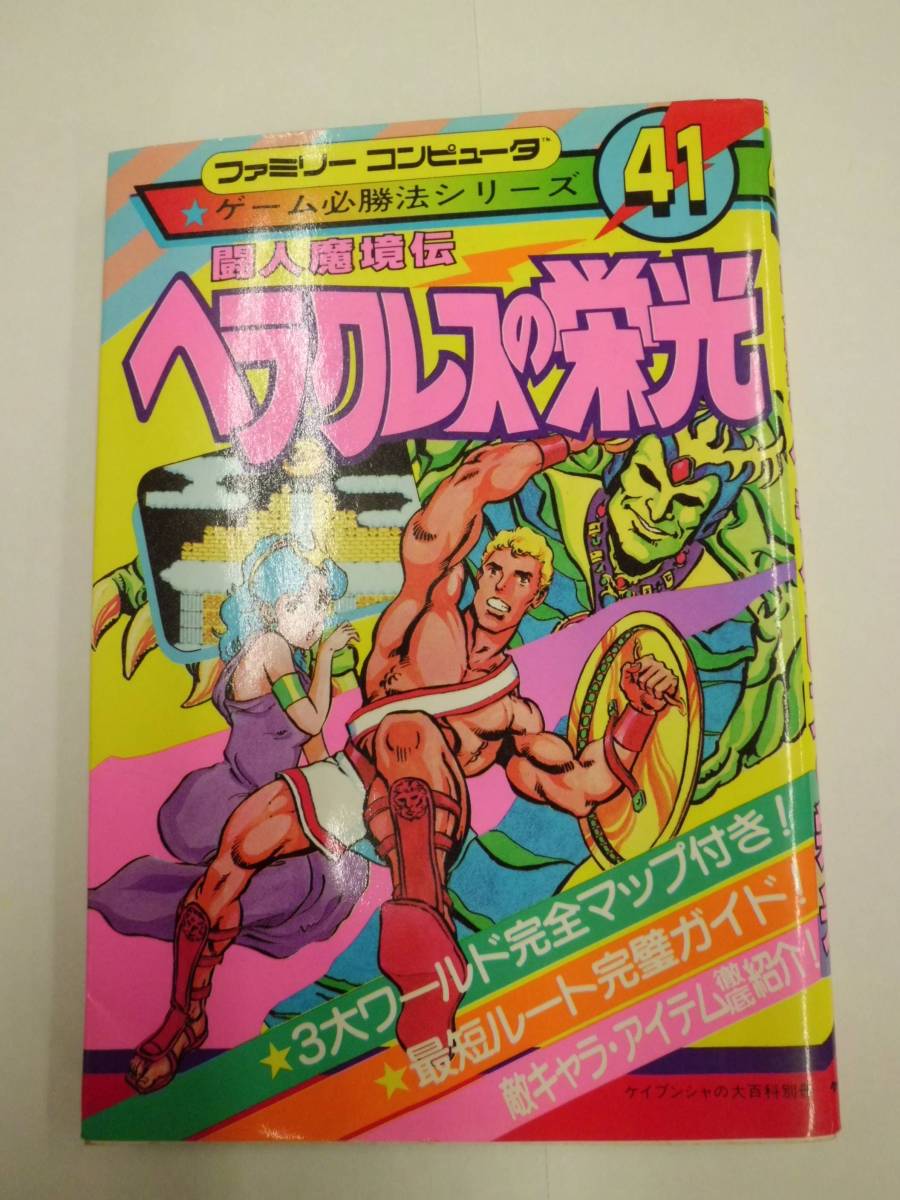 ファミリー コンピュータ™
★ゲーム必勝法シリーズ
41
闘人魔境伝
ヘラクレスの栄光
★3大ワールド完全マップ付き!
★最短ルート完璧ガイド!
敵キャラ・アイテム徹底紹介!
ケイブンシャの大百科別冊